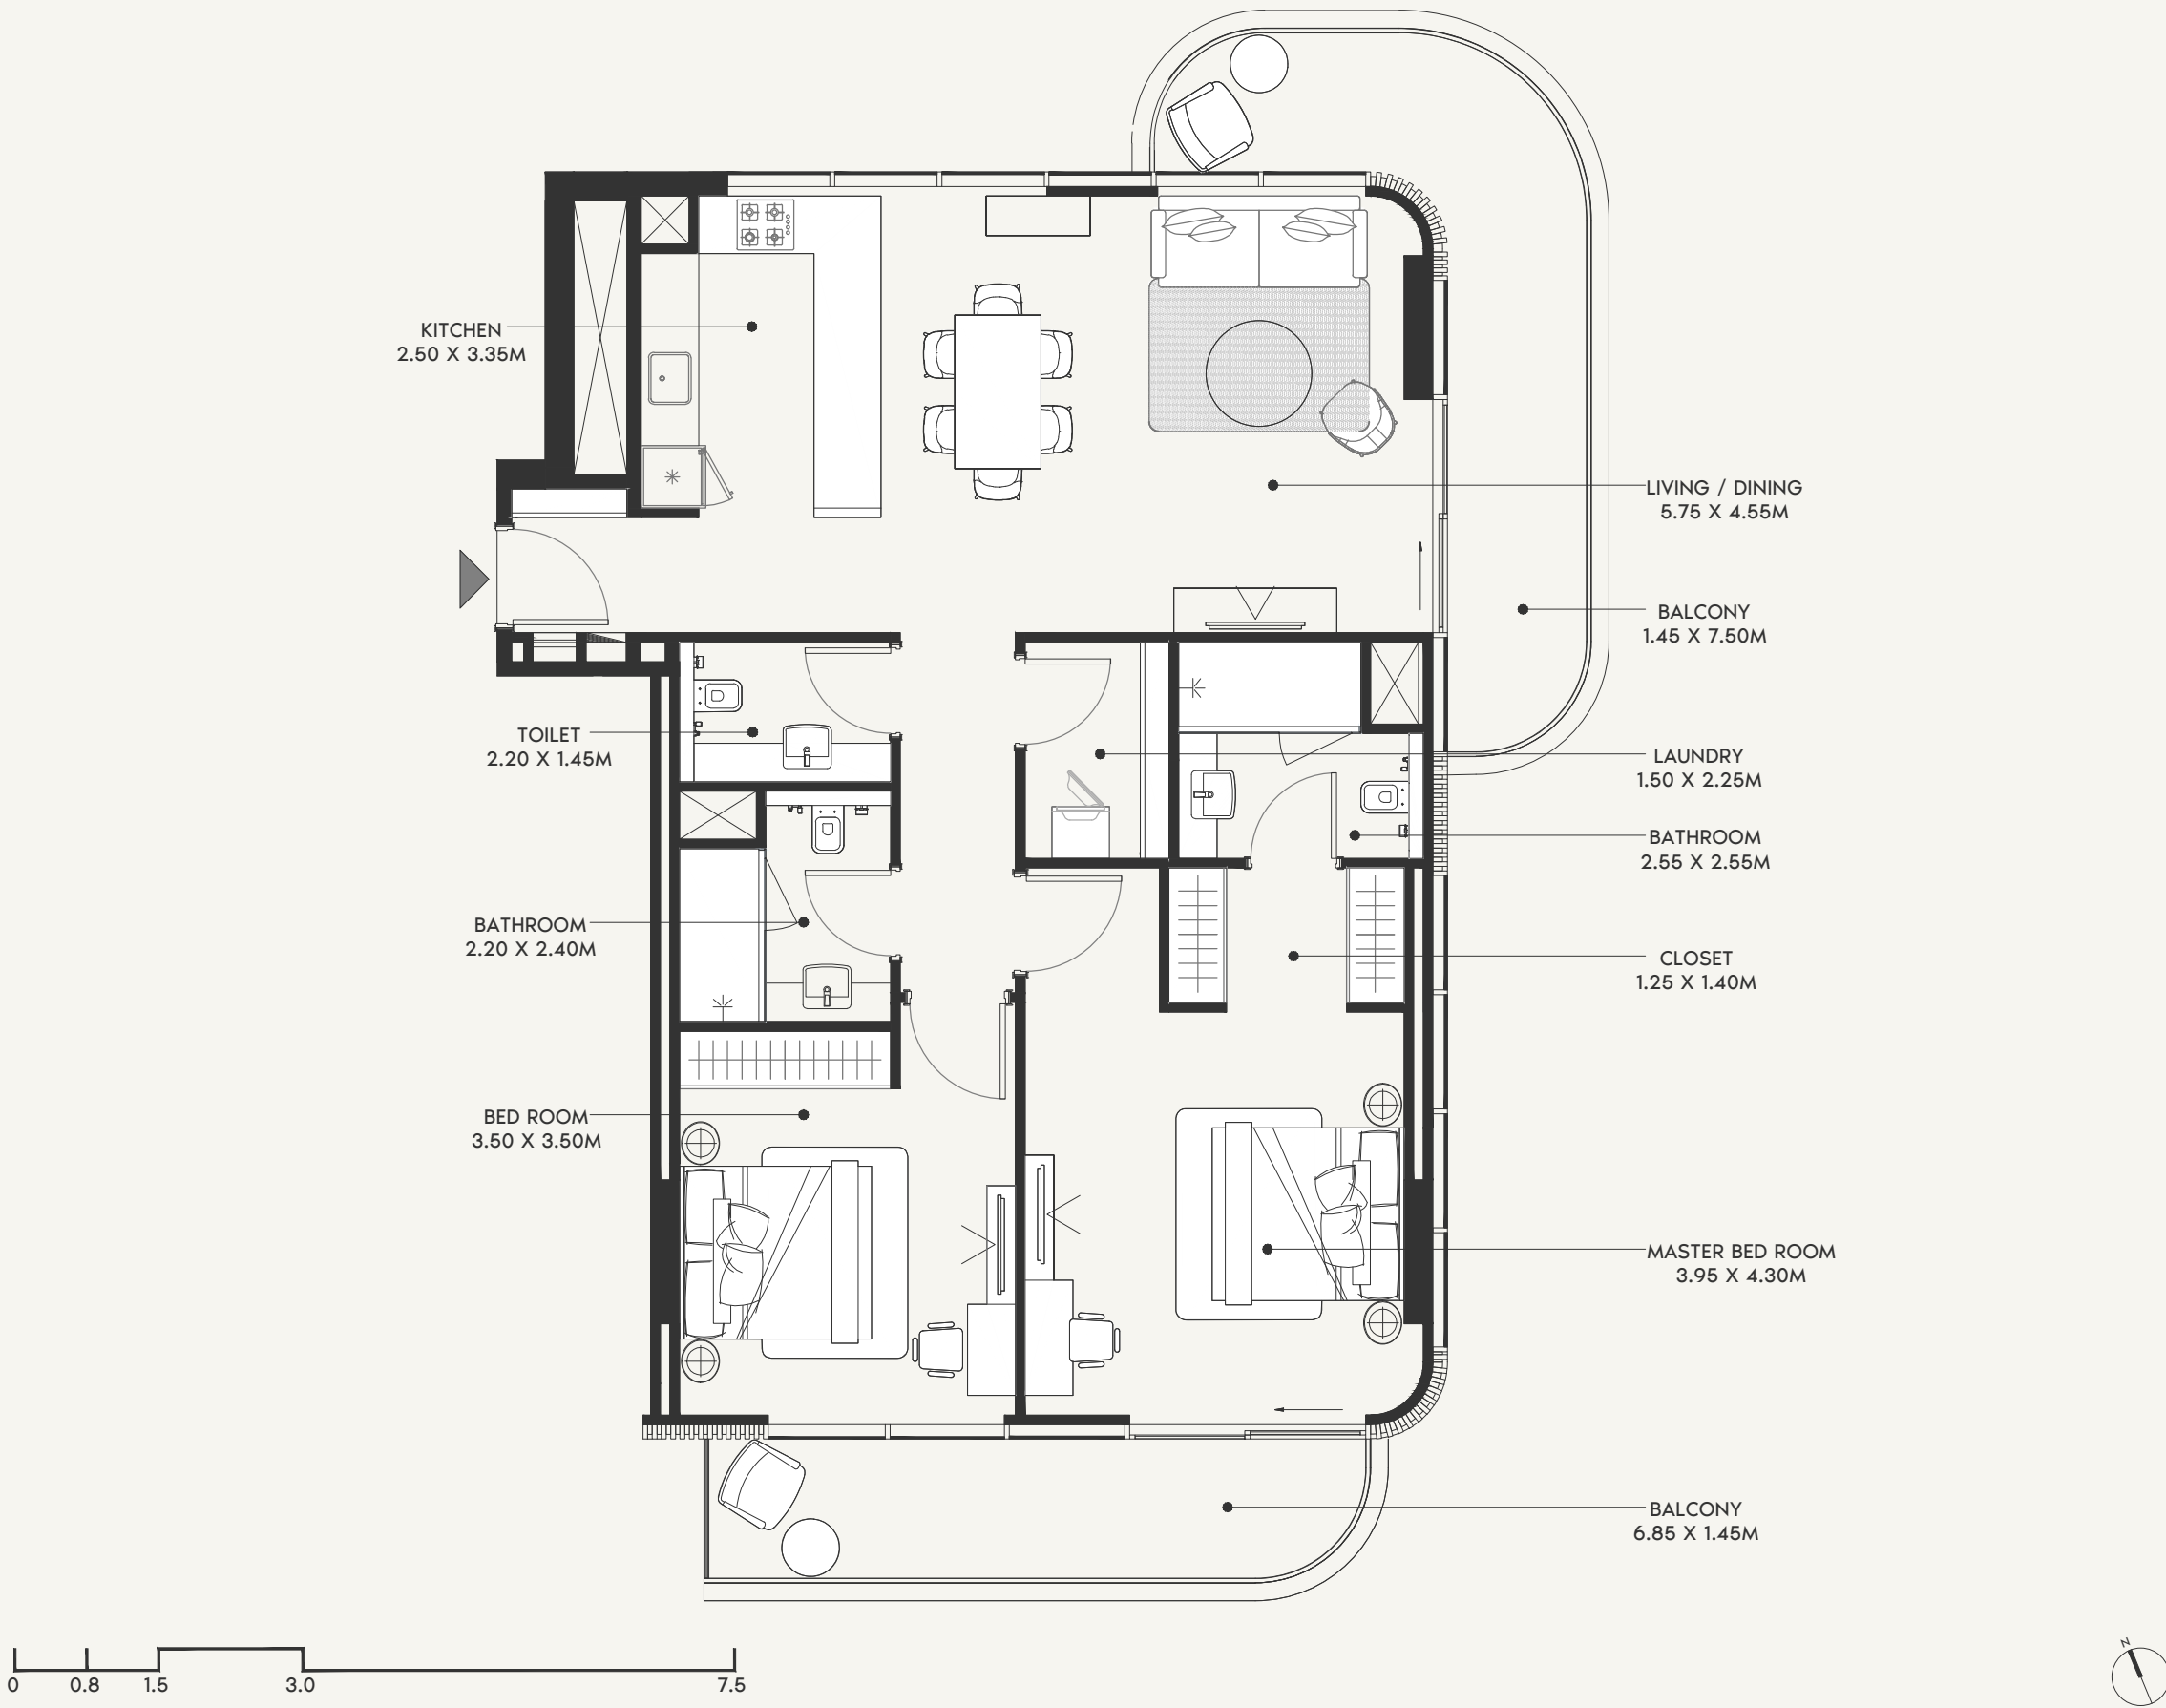 KITCHEN
2.50 X 3.35M
LIVING / DINING
5.75 X 4.55M
BALCONY
1.45 X 7.50M
TOILET
2.20 X 1.45M
LAUNDRY
1.50 X 2.25M
BATHROOM
2.55 X 2.55M
BATHROOM
2.20 X 2.40M
CLOSET
1.25 X 1.40M
BED ROOM
3.50 X 3.50M
MASTER BED ROOM
3.95 X 4.30M
BALCONY
6.85 X 1.45M
0 0.8 1.5 3.0 7.5
N